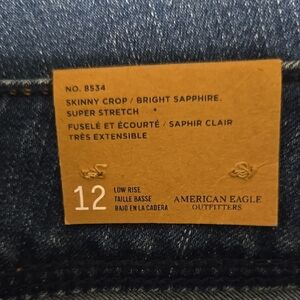 NO. 8534
SKINNY CROP / BRIGHT SAPPHIRE.
SUPER STRETCH
FUSELÉ ET ÉCOURTÉ / SAPHIR CLAIR
TRÈS EXTENSIBLE
12
LOW RISE
TAILLE BASSE
BAJO EN LA CADERA
AMERICAN EAGLE
OUTFITTERS